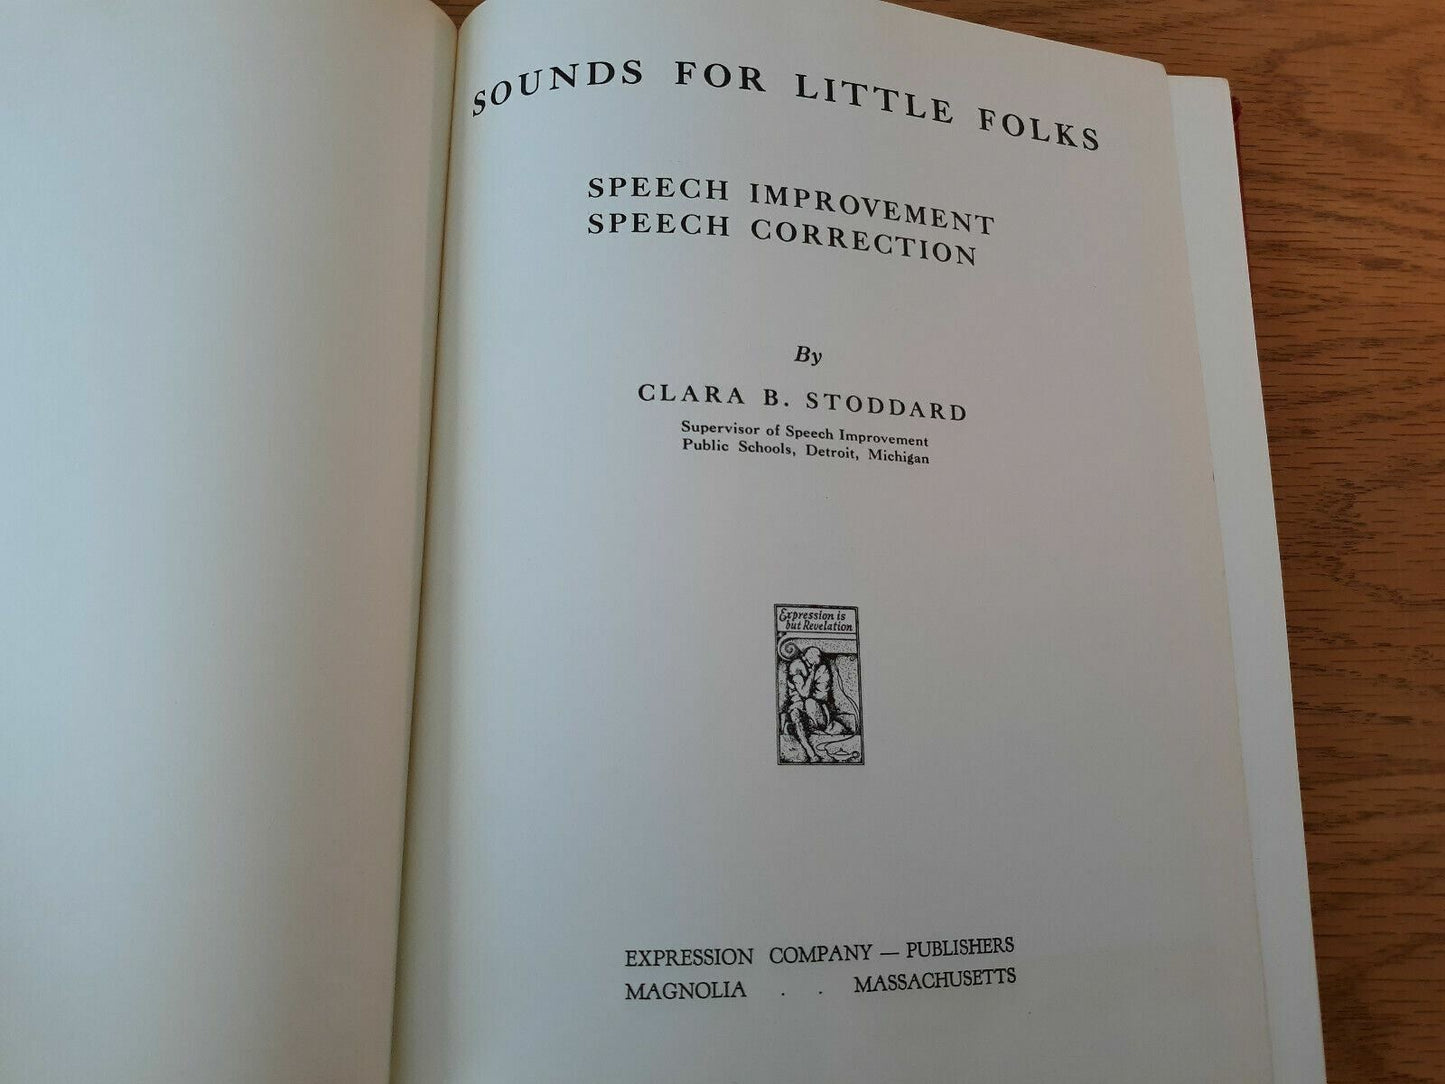 SOUNDS FOR LITTLE FOLKS
SPEECH IMPROVEMENT
SPEECH CORRECTION
By
CLARA B. STODDARD
Supervisor of Speech Improvement
Public Schools, Detroit, Michigan
Expression is
but Revelation
EXPRESSION COMPANY — PUBLISHERS
MAGNOLIA . . MASSACHUSETTS